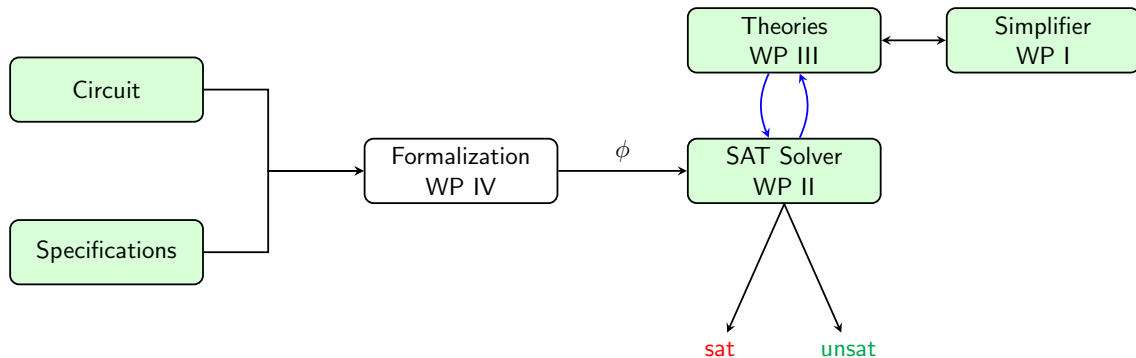 Theories
WP III
Simplifier
WP I
Circuit
Formalization
WP IV
ϕ
SAT Solver
WP II
Specifications
sat
unsat